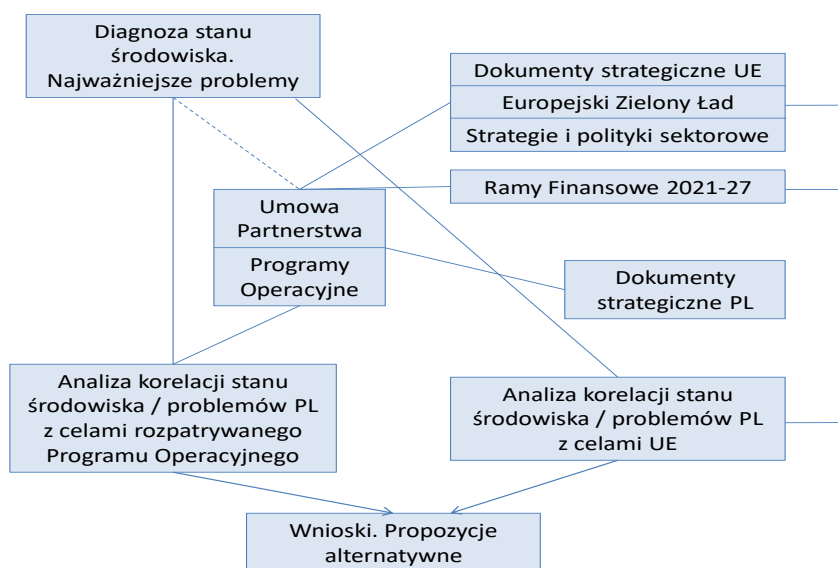 Diagnoza stanu
środowiska.
Najważniejsze problemy
Dokumenty strategiczne UE
Europejski Zielony Ład
Strategie i polityki sektorowe
Ramy Finansowe 2021-27
Umowa
Partnerstwa
Programy
Operacyjne
Dokumenty
strategiczne PL
Analiza korelacji stanu
środowiska / problemów PL
z celami rozpatrywanego
Programu Operacyjnego
Analiza korelacji stanu
środowiska / problemów PL
z celami UE
Wnioski. Propozycje
alternatywne